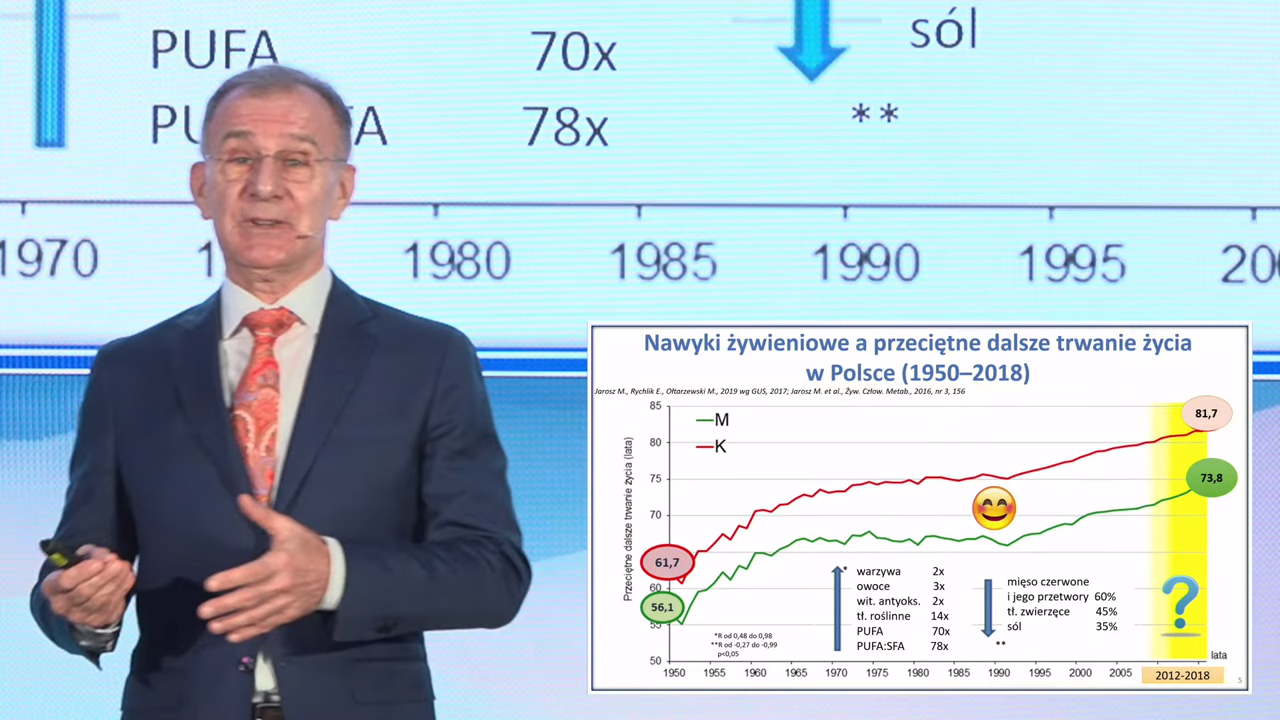 PUFA 70x sól
78x **
1970 1980 1985 1990 1995
Nawyki żywieniowe a przeciętne dalsze trwanie życia
w Polsce (1950–2018)
Jarosz M., Rychlik E., Ołtarzewski M., 2019 wg GUS, 2017; Jarosz M. et al., Żyw. Człow. Metab., 2016, nr 3, 156
Przeciętne dalsze trwanie życia (lata)
85
80
75
70
60
55
50
M
K
81,7
73,8
61,7
56,1
* warzywa 2x
owoce 3x
wit. antyoks. 2x
tł. roślinne 14x
PUFA 70x
PUFA:SFA 78x
mięso czerwone
i jego przetwory 60%
tł. zwierzęce 45%
sól 35%
**
?
*R od 0,48 do 0,98
**R od -0,27 do -0,99
p<0,05
lata
1950 1955 1960 1965 1970 1975 1980 1985 1990 1995 2000 2005 2012-2018
5